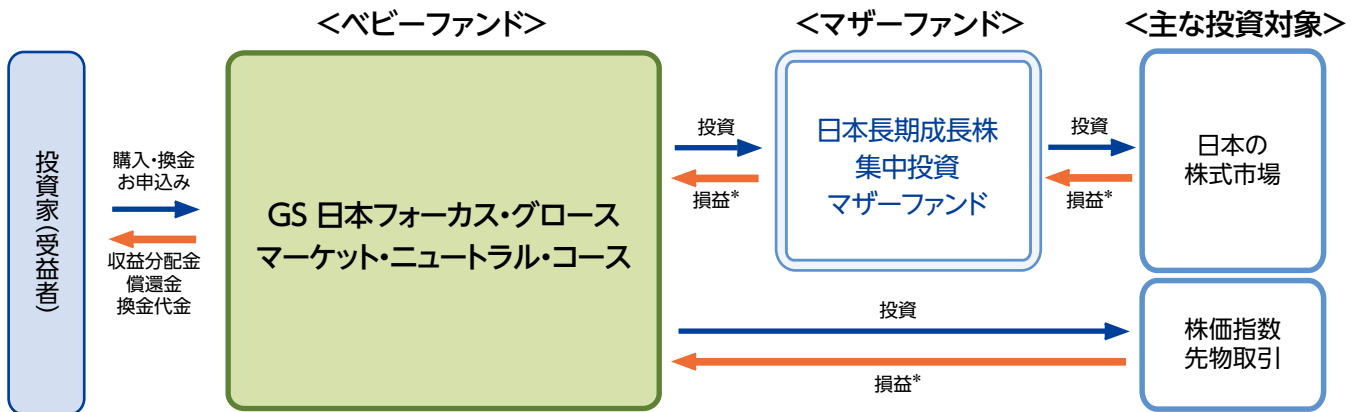 <ベビーファンド>
<マザーファンド>
<主な投資対象>
投資家(受益者)
購入・換金
お申込み
収益分配金
償還金
換金代金
GS 日本フォーカス・グロース
マーケット・ニュートラル・コース
投資
損益*
日本長期成長株
集中投資
マザーファンド
投資
損益*
日本の
株式市場
投資
損益*
株価指数
先物取引